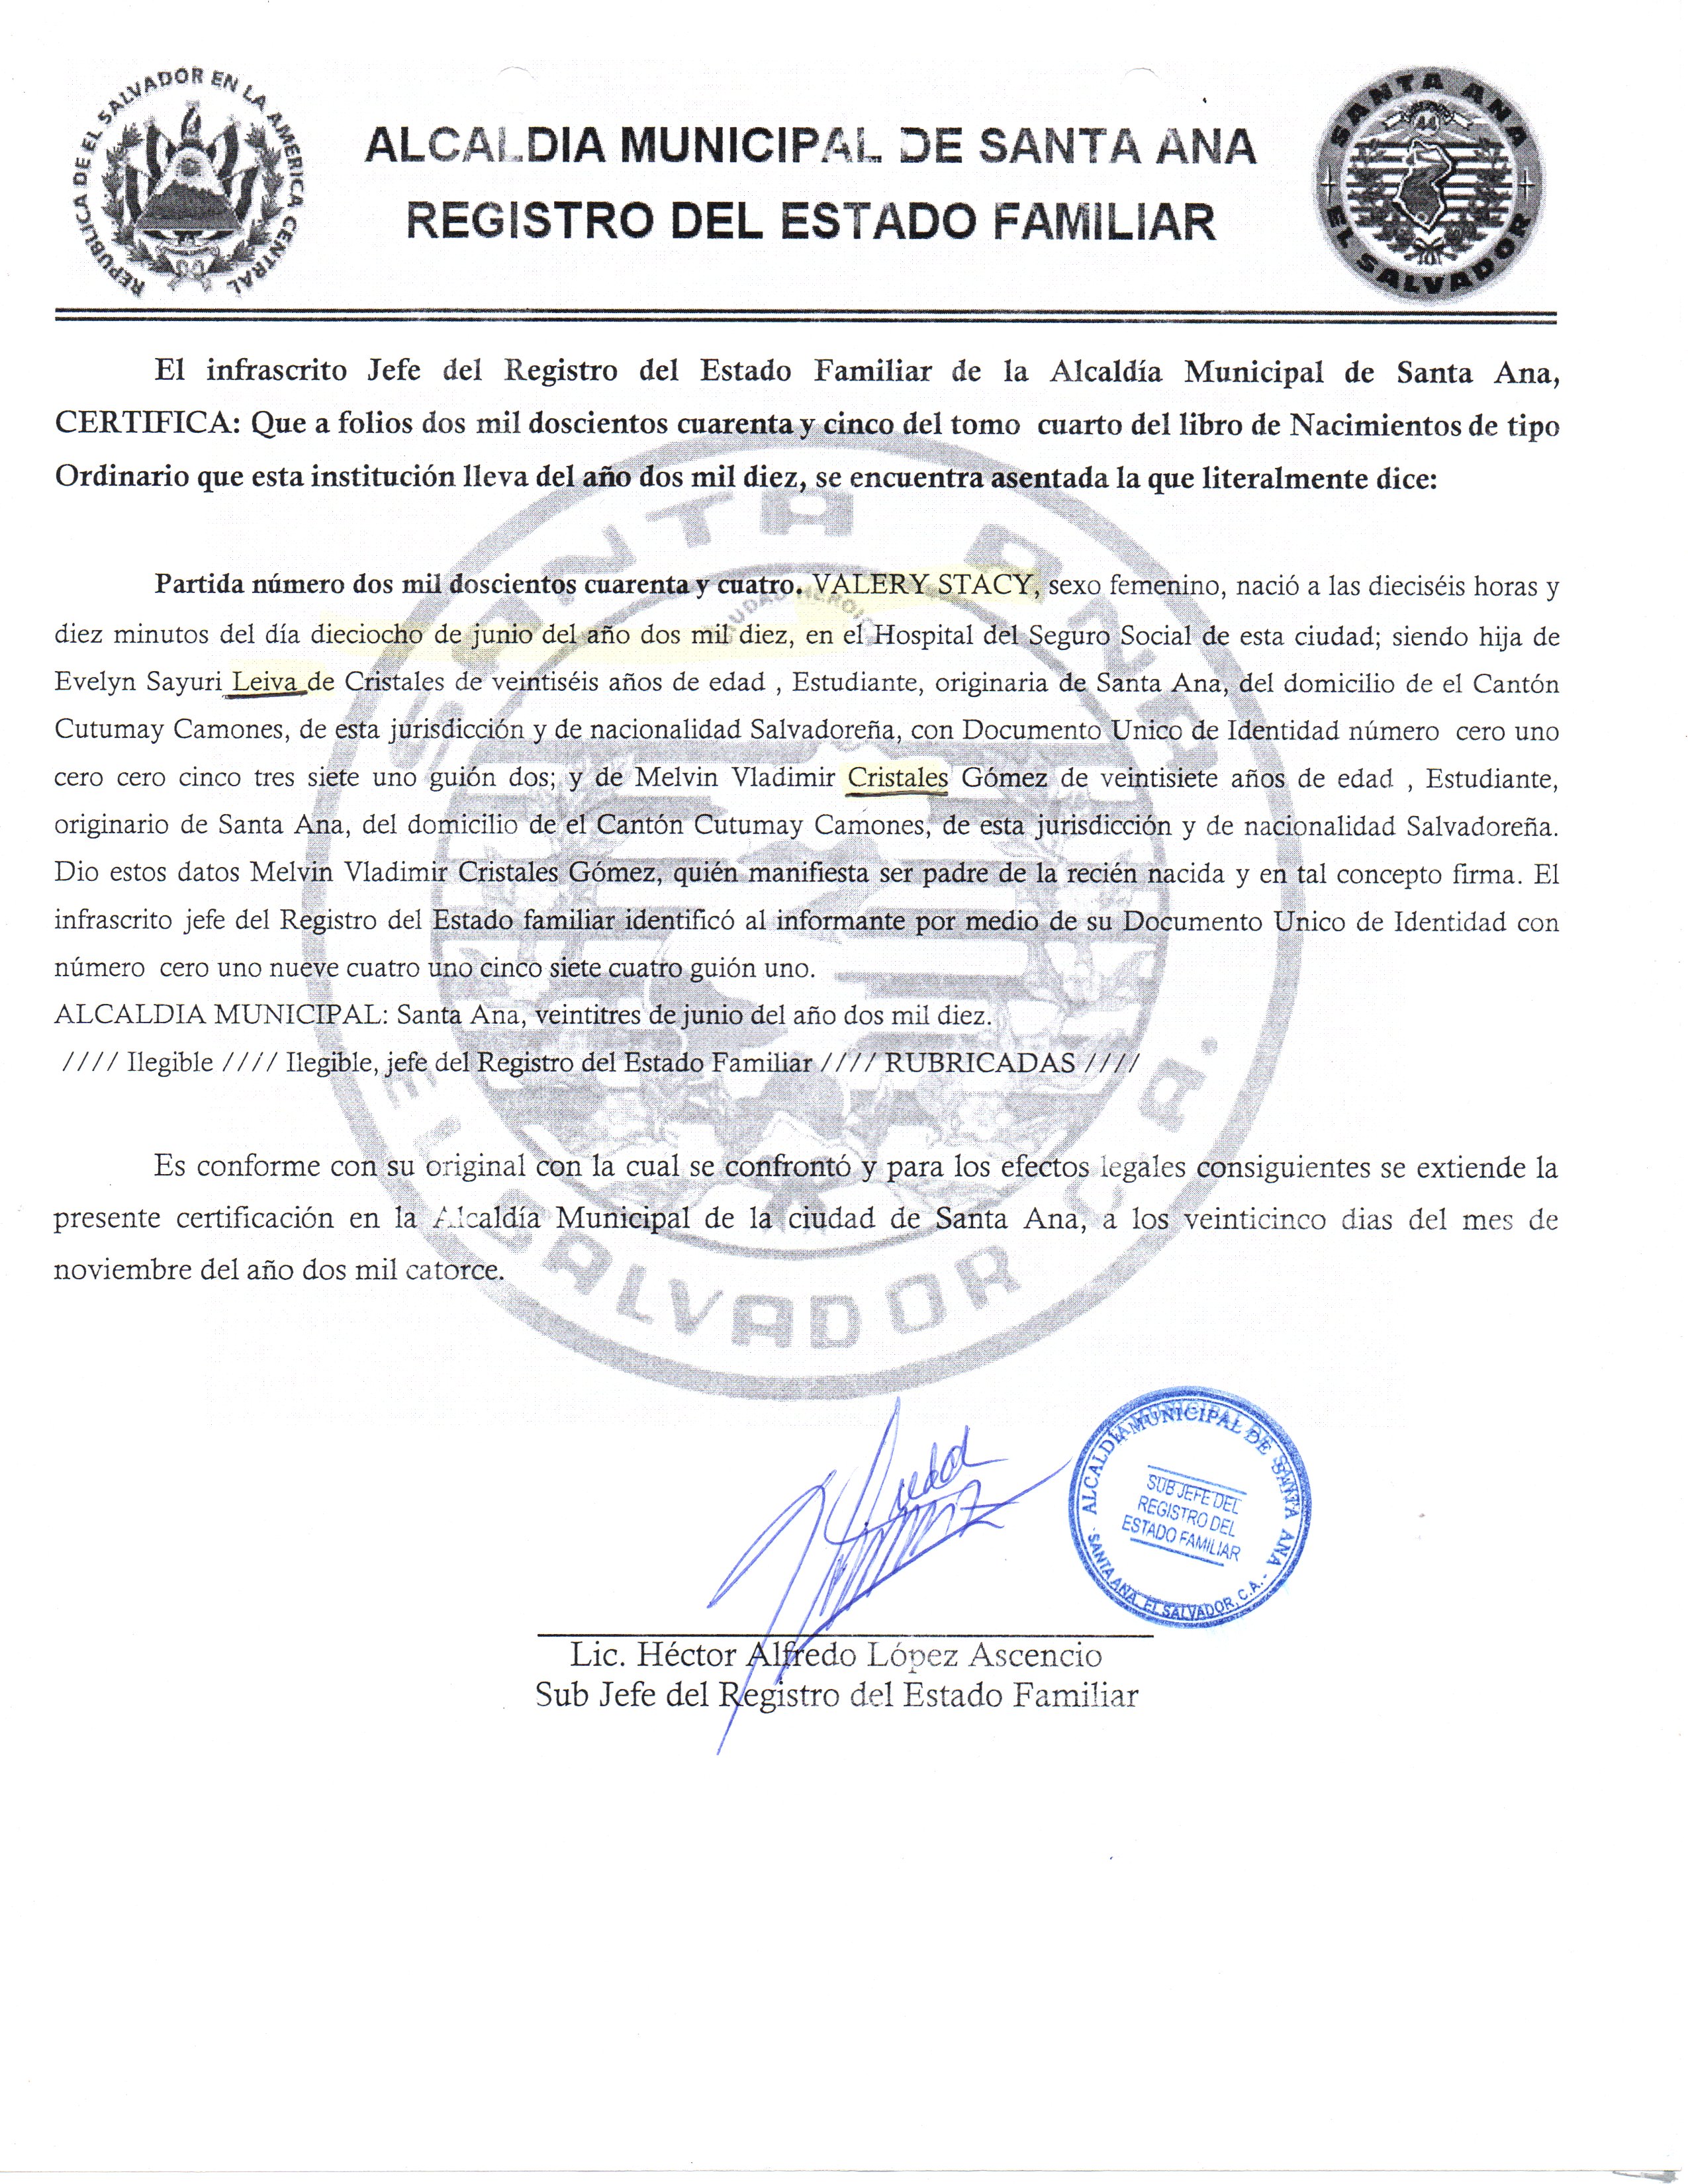 REPUBLICA DE EL SALVADOR EN LA AMERICA CENTRAL
ALCALDIA MUNICIPAL DE SANTA ANA
REGISTRO DEL ESTADO FAMILIAR
SANTA ANA
EL SALVADOR
El infrascrito Jefe del Registro del Estado Familiar de la Alcaldía Municipal de Santa Ana,
CERTIFICA: Que a folios dos mil doscientos cuarenta y cinco del tomo cuarto del libro de Nacimientos de tipo
Ordinario que esta institución lleva del año dos mil diez, se encuentra asentada la que literalmente dice:
Partida número dos mil doscientos cuarenta y cuatro. VALERY STACY, sexo femenino, nació a las dieciséis horas y
diez minutos del día dieciocho de junio del año dos mil diez, en el Hospital del Seguro Social de esta ciudad; siendo hija de
Evelyn Sayuri Leiva de Cristales de veintiséis años de edad , Estudiante, originaria de Santa Ana, del domicilio de el Cantón
Cutumay Camones, de esta jurisdicción y de nacionalidad Salvadoreña, con Documento Unico de Identidad número cero uno
cero cero cinco tres siete uno guión dos; y de Melvin Vladimir Cristales Gómez de veintisiete años de edad , Estudiante,
originario de Santa Ana, del domicilio de el Cantón Cutumay Camones, de esta jurisdicción y de nacionalidad Salvadoreña.
Dio estos datos Melvin Vladimir Cristales Gómez, quién manifiesta ser padre de la recién nacida y en tal concepto firma. El
infrascrito jefe del Registro del Estado familiar identificó al informante por medio de su Documento Unico de Identidad con
número cero uno nueve cuatro uno cinco siete cuatro guión uno.
ALCALDIA MUNICIPAL: Santa Ana, veintitres de junio del año dos mil diez.
//// Ilegible //// Ilegible, jefe del Registro del Estado Familiar //// RUBRICADAS ////
Es conforme con su original con la cual se confrontó y para los efectos legales consiguientes se extiende la
presente certificación en la Alcaldía Municipal de la ciudad de Santa Ana, a los veinticinco dias del mes de
noviembre del año dos mil catorce.
SANTA ANA
CIUDAD HEROICA
EL SALVADOR C.A.
ALCALDÍA MUNICIPAL DE SANTA ANA
SUB JEFE DEL
REGISTRO DEL
ESTADO FAMILIAR
SANTA ANA, EL SALVADOR, C.A.
Lic. Héctor Alfredo López Ascencio
Sub Jefe del Registro del Estado Familiar